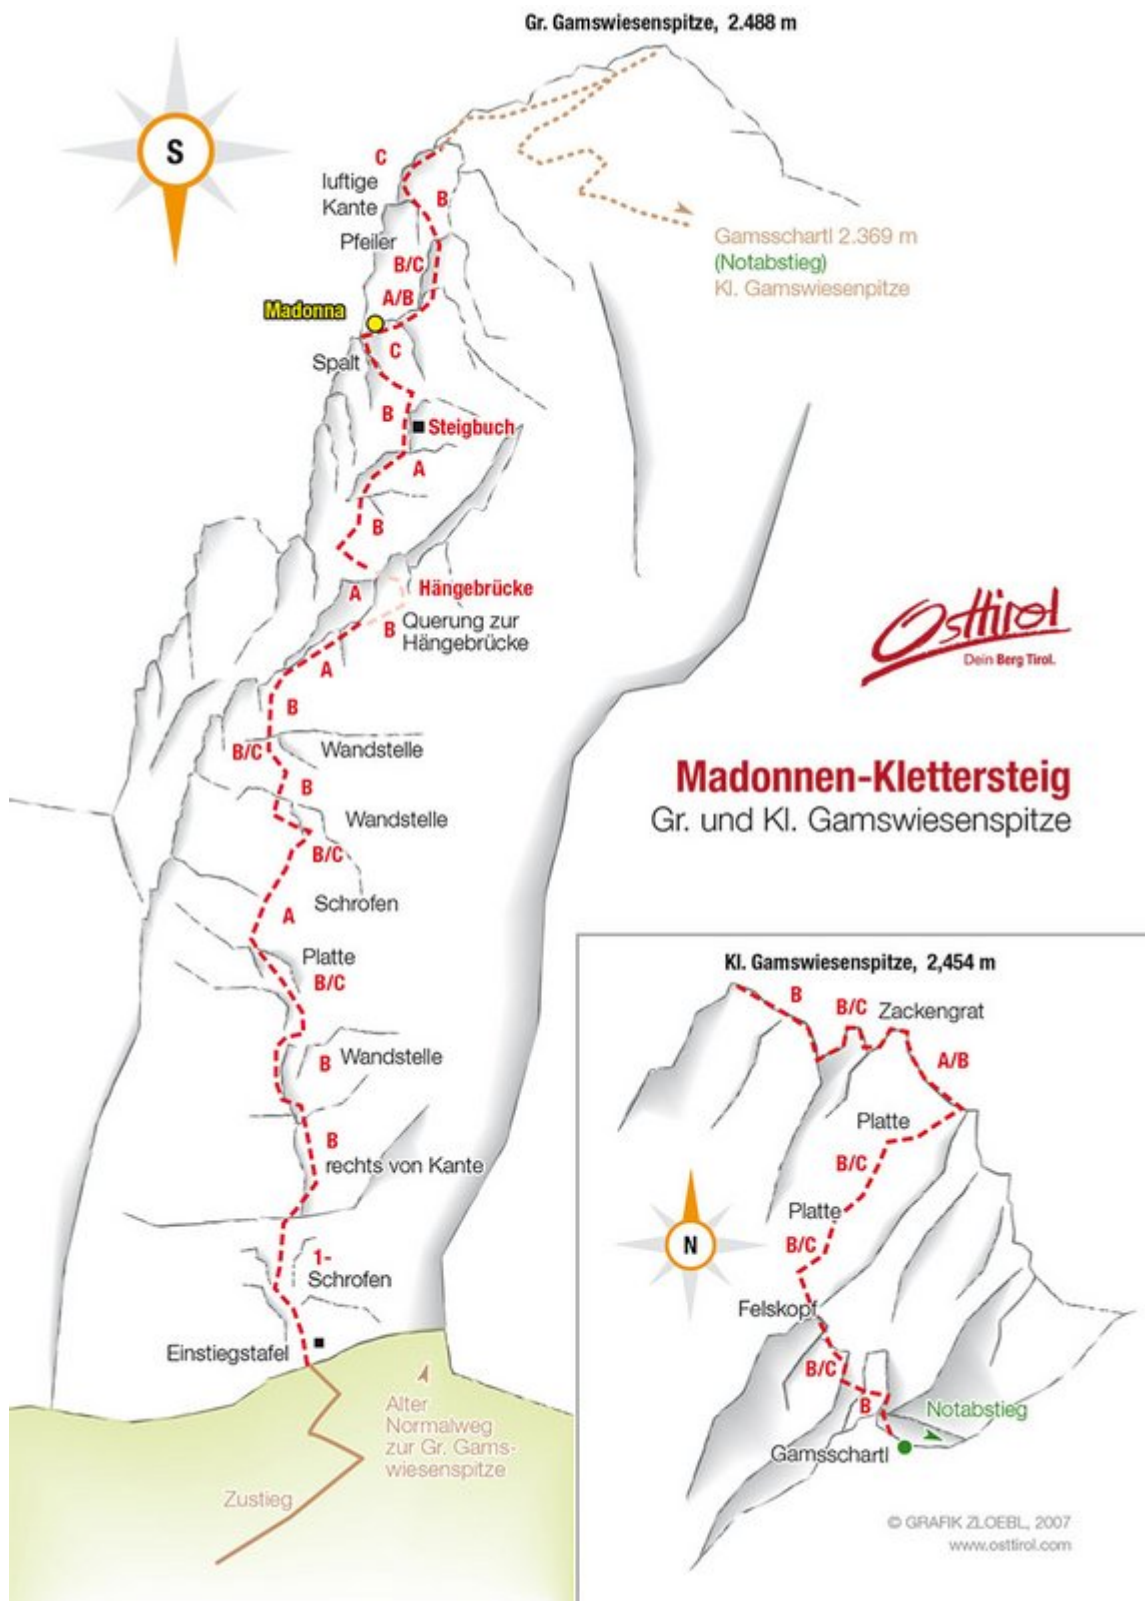 Gr. Gamswiesenspitze, 2.488 m
S
C
luftige
Kante
B
Pfeiler
B/C
A/B
Gamsschartl 2.369 m
(Notabstieg)
Kl. Gamswiesenpitze
Madonna
C
Spalt
B
Steigbuch
A
B
A
Hängebrücke
B
Querung zur
Hängebrücke
A
B
B/C
Wandstelle
B
Wandstelle
B/C
A
Schrofen
Platte
B/C
B
Wandstelle
B
rechts von Kante
1-
Schrofen
Einstiegstafel
Alter
Normalweg
zur Gr. Gams-
wiesenspitze
Zustieg
Osttirol
Dein Berg Tirol.
Madonnen-Klettersteig
Gr. und Kl. Gamswiesenspitze
Kl. Gamswiesenspitze, 2,454 m
B
B/C
Zackengrat
A/B
Platte
B/C
Platte
B/C
N
Felskopf
B/C
B
Notabstieg
Gamsschartl
© GRAFIK ZLOEBL, 2007
www.osttirol.com